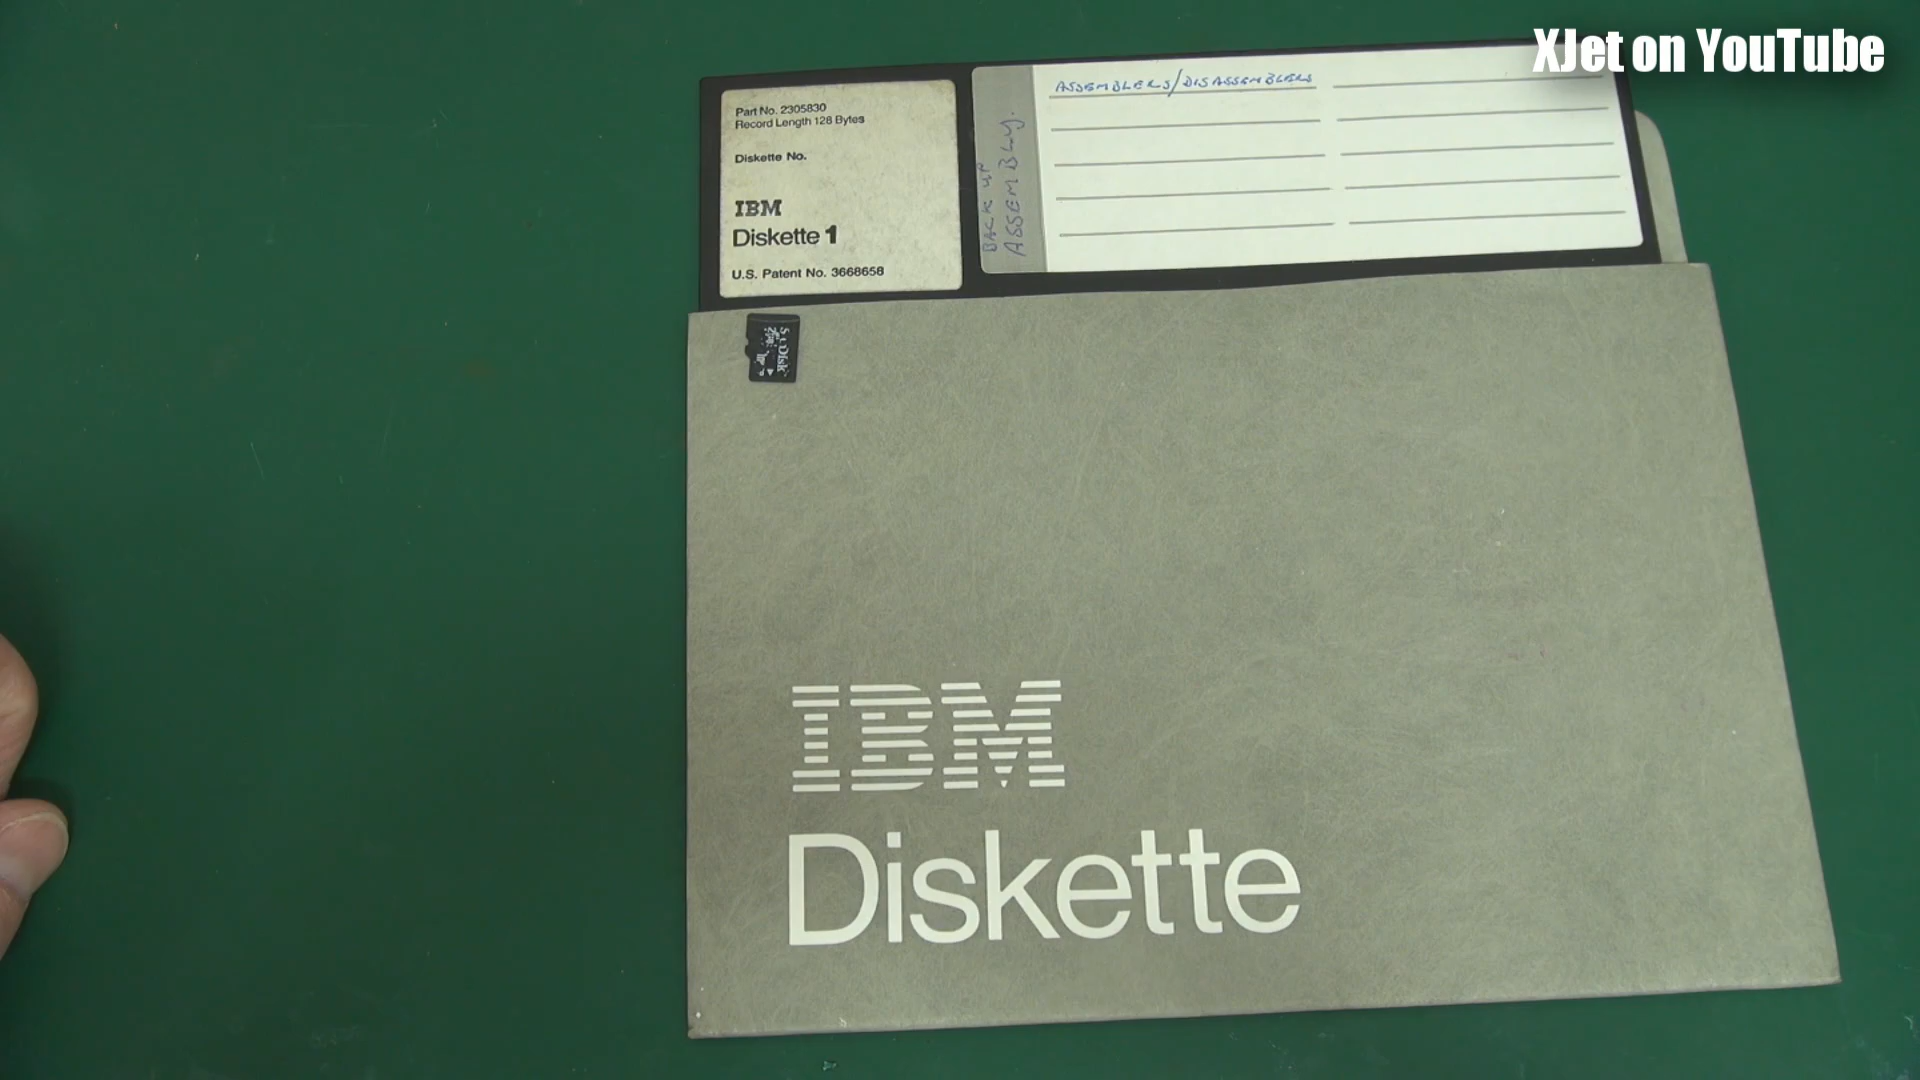 XJet on YouTube
Part No. 2305830
Record Length 128 Bytes
Diskette No.
IBM
Diskette 1
U.S. Patent No. 3668658
BACK UP
ASSEMBLY.
ASSEMBLERS/DISASSEMBLERS
SanDisk
IBM
Diskette